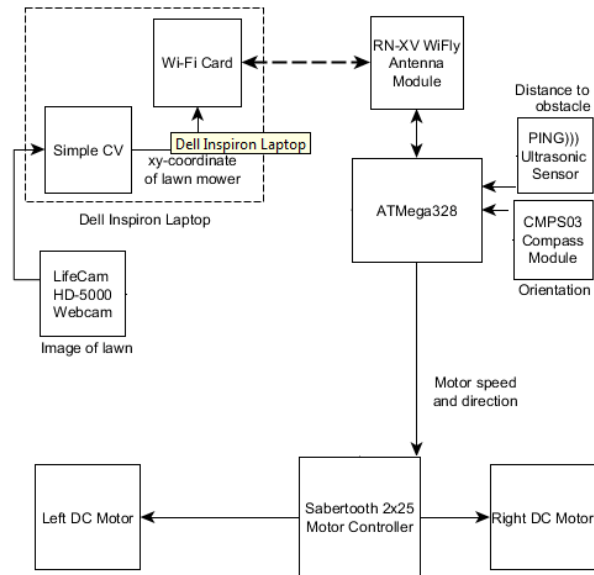 Wi-Fi Card
RN-XV WiFly
Antenna
Module
Distance to
obstacle
Simple CV
Dell Inspiron Laptop
xy-coordinate
of lawn mower
PING)))
Ultrasonic
Sensor
Dell Inspiron Laptop
ATMega328
CMPS03
Compass
Module
Orientation
LifeCam
HD-5000
Webcam
Image of lawn
Motor speed
and direction
Left DC Motor
Sabertooth 2x25
Motor Controller
Right DC Motor